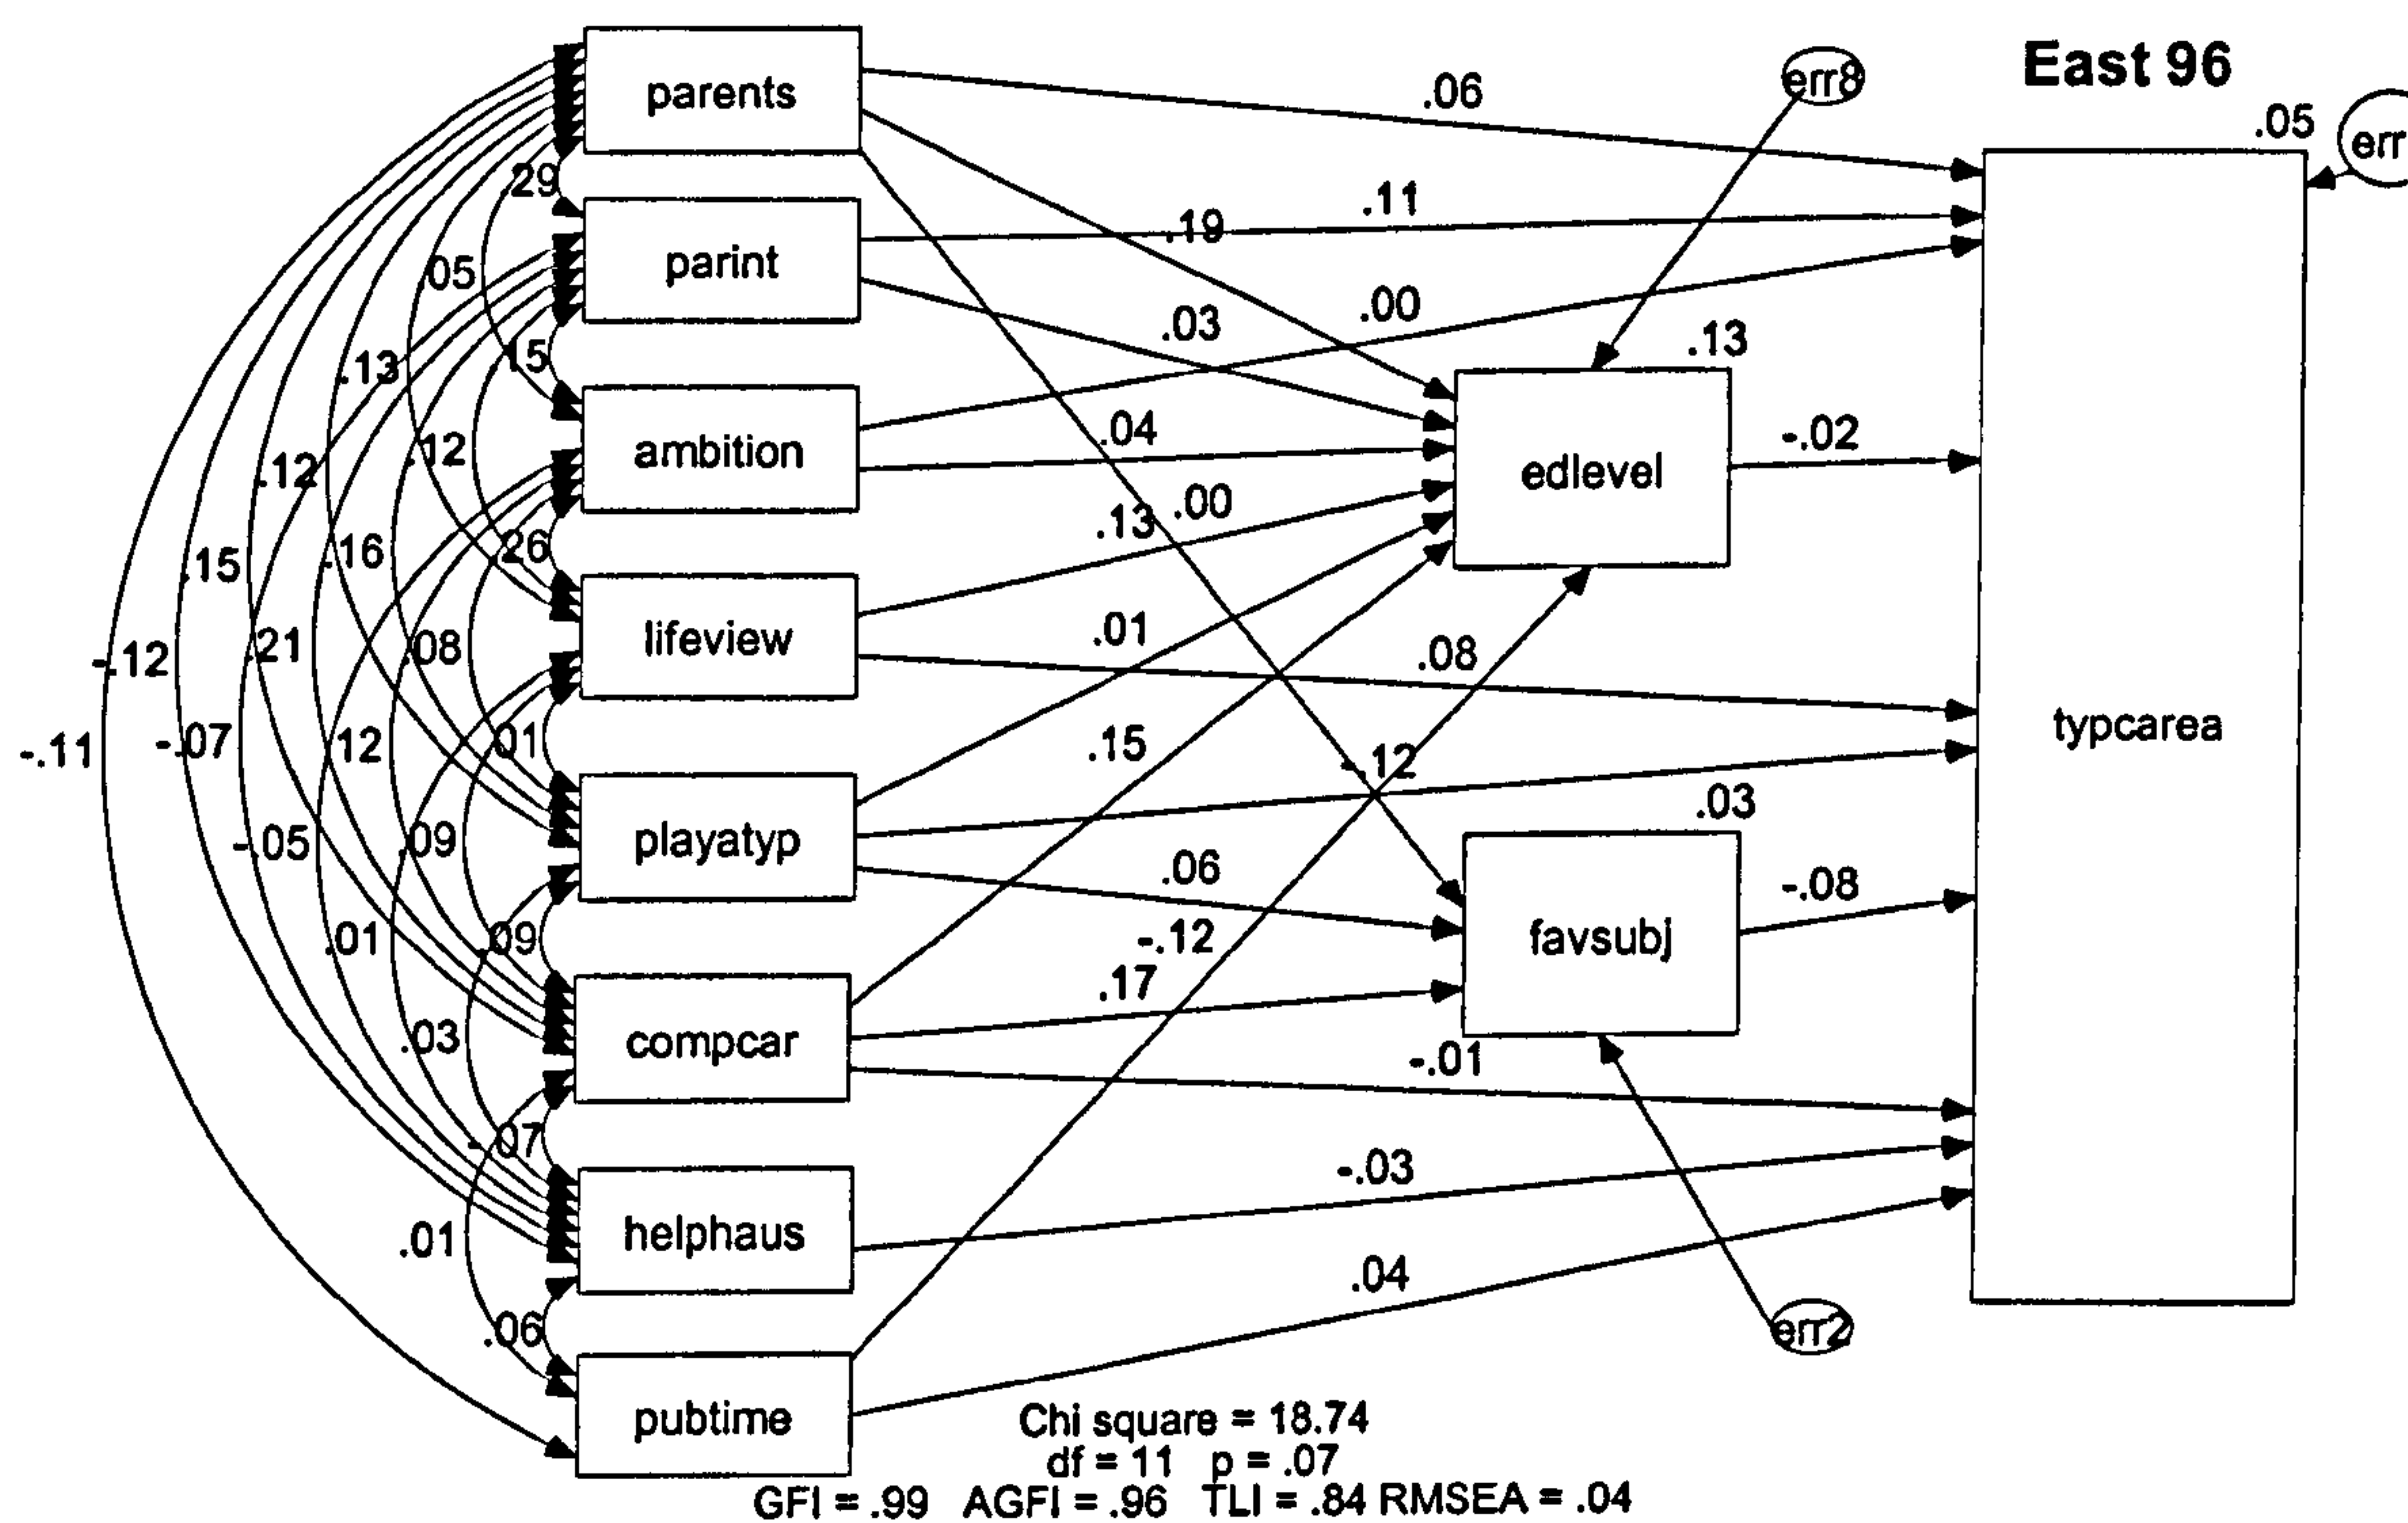 East 96
parents
parint
ambition
lifeview
playatyp
compcar
helphaus
pubtime
edlevel
favsubj
typcarea
err8
err
err2
.29
.05
.15
.13
.12
.12
.26
.15
.16
.08
-.12
.21
.12
.01
-.11
-.07
.09
-.05
.09
.01
.03
.01
.06
.06
.19
.11
.03
.00
.04
.13
.00
.01
.08
.15
.03
.06
-.12
.17
-.01
-.03
.04
.13
-.02
-.08
.05
Chi square = 18.74
df = 11 p = .07
GFI = .99 AGFI = .96 TLI = .84 RMSEA = .04